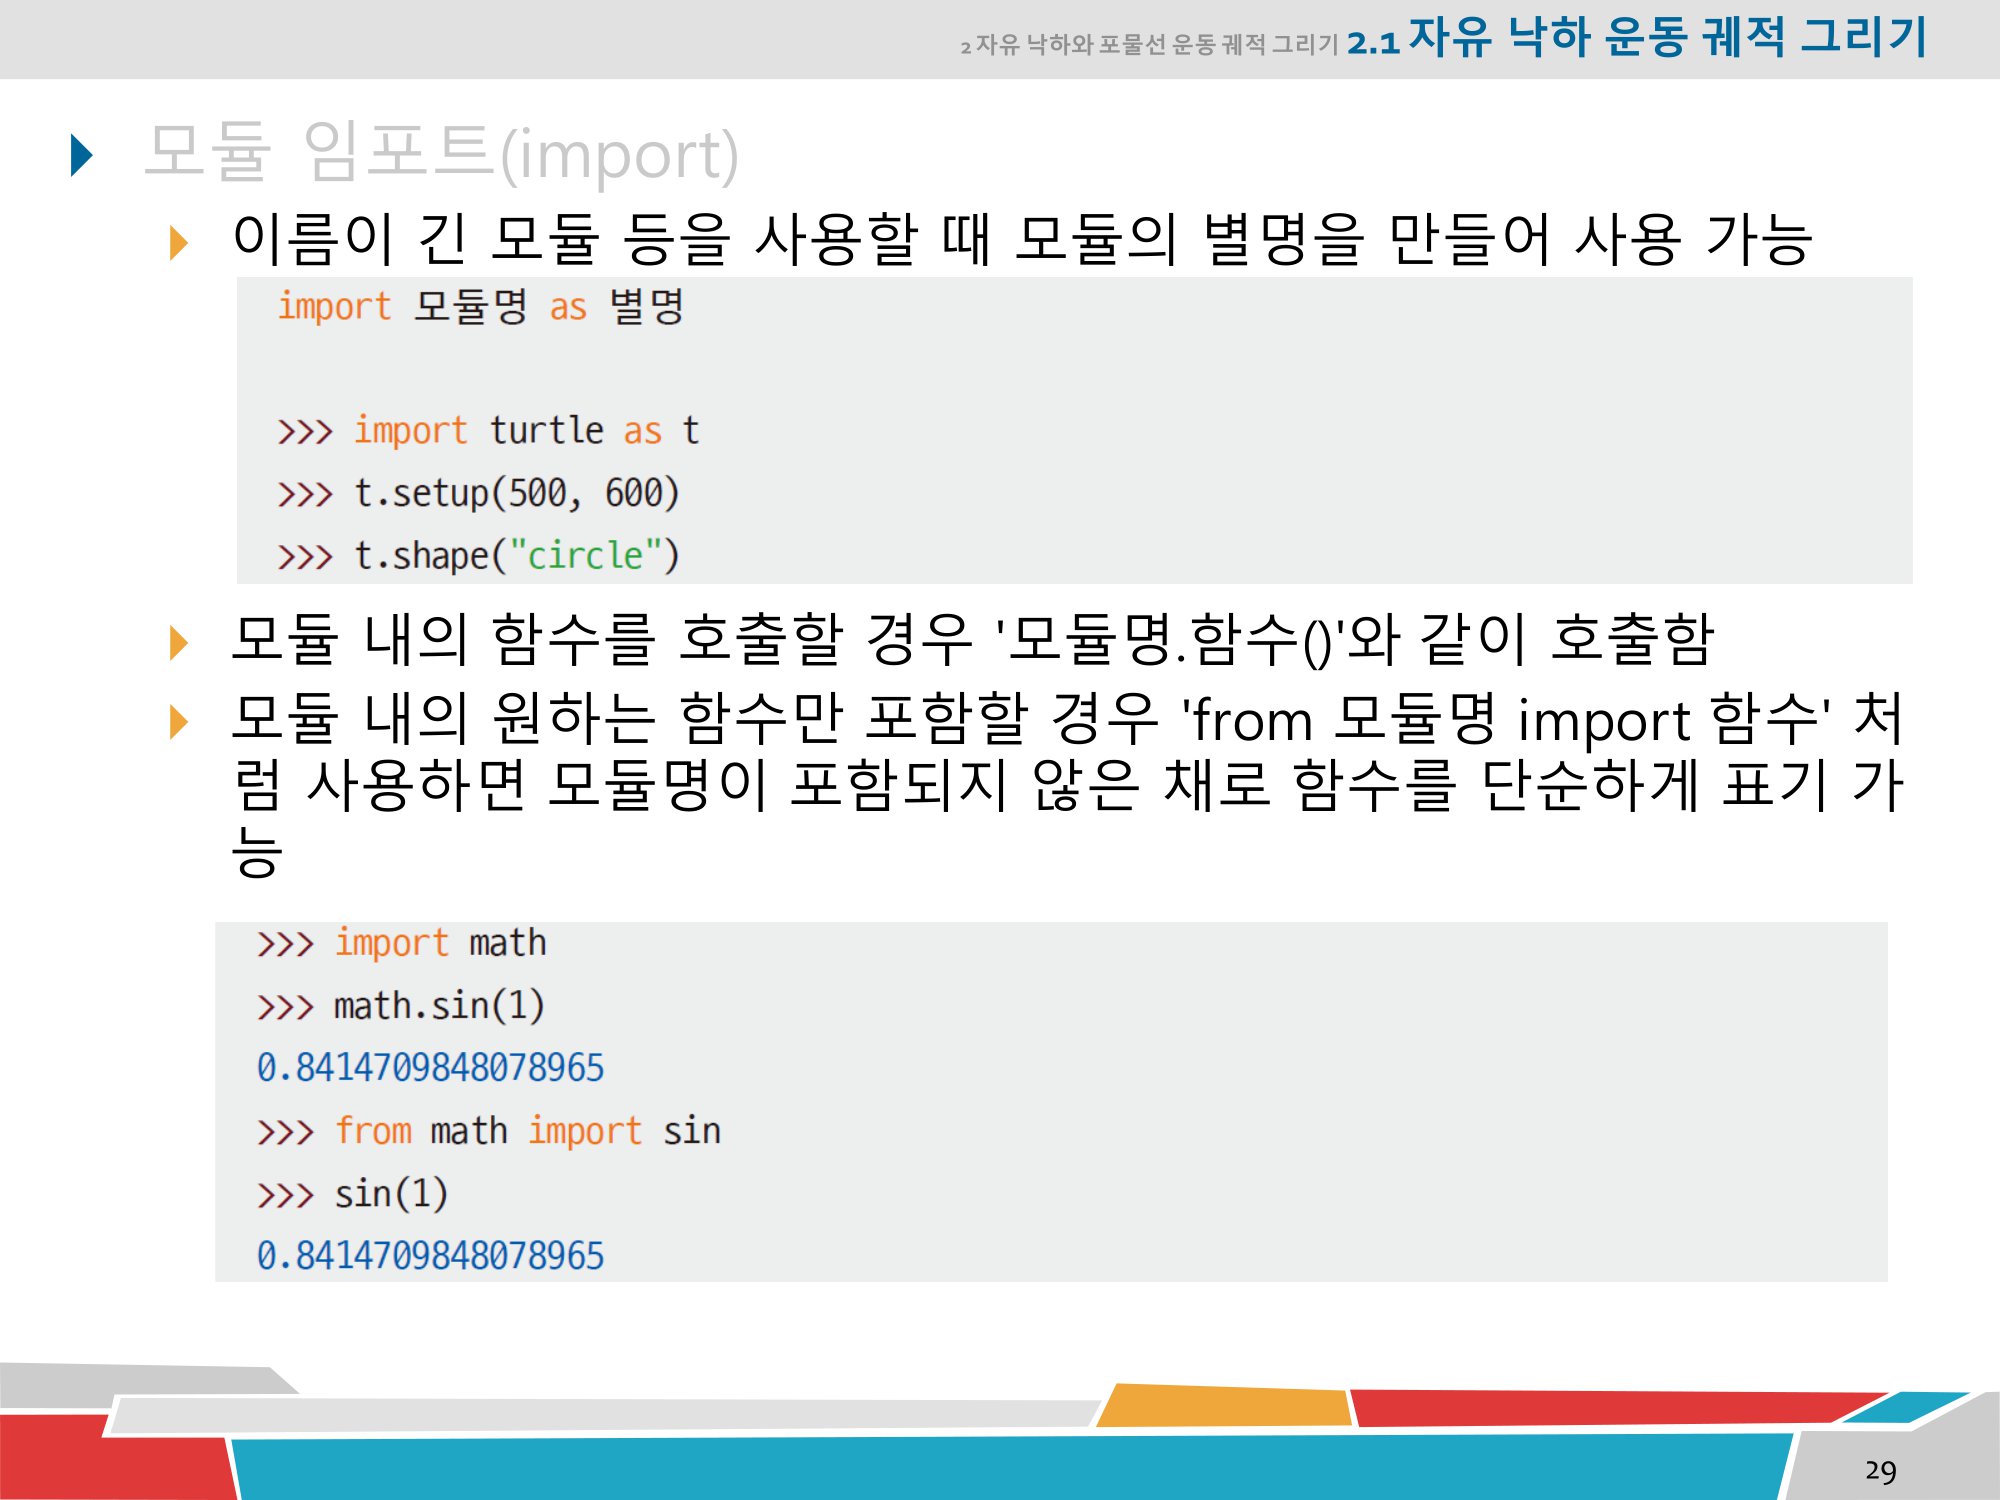 2 자유 낙하와 포물선 운동 궤적 그리기 2.1 자유 낙하 운동 궤적 그리기
모듈 임포트(import)
이름이 긴 모듈 등을 사용할 때 모듈의 별명을 만들어 사용 가능
import 모듈명 as 별명
>>> import turtle as t
>>> t.setup(500, 600)
>>> t.shape("circle")
모듈 내의 함수를 호출할 경우 '모듈명.함수()'와 같이 호출함
모듈 내의 원하는 함수만 포함할 경우 'from 모듈명 import 함수' 처
럼 사용하면 모듈명이 포함되지 않은 채로 함수를 단순하게 표기 가
능
>>> import math
>>> math.sin(1)
0.8414709848078965
>>> from math import sin
>>> sin(1)
0.8414709848078965
29